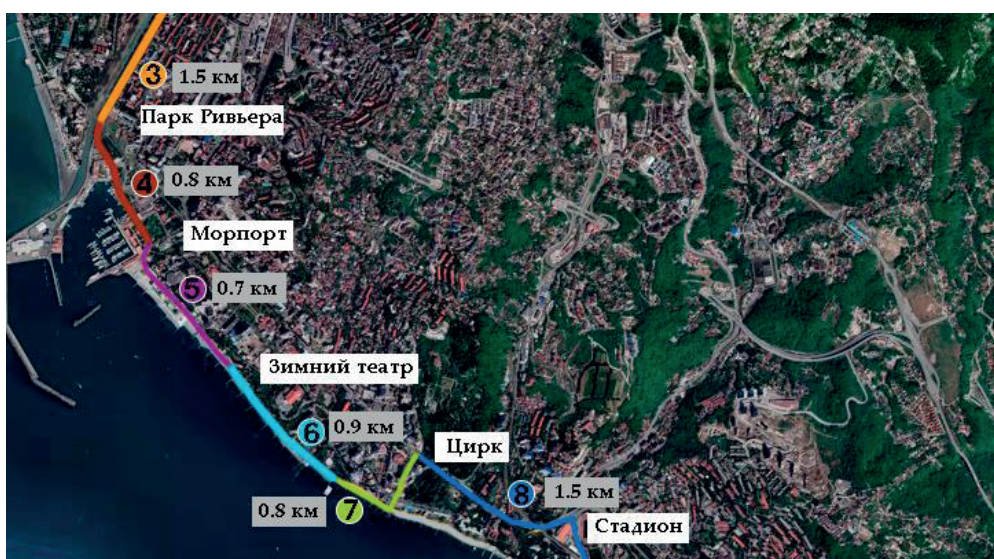 3
1.5 км
Парк Ривьера
4
0.8 км
Морпорт
5
0.7 км
Зимний театр
6
0.9 км
Цирк
0.8 км
7
8
1.5 км
Стадион